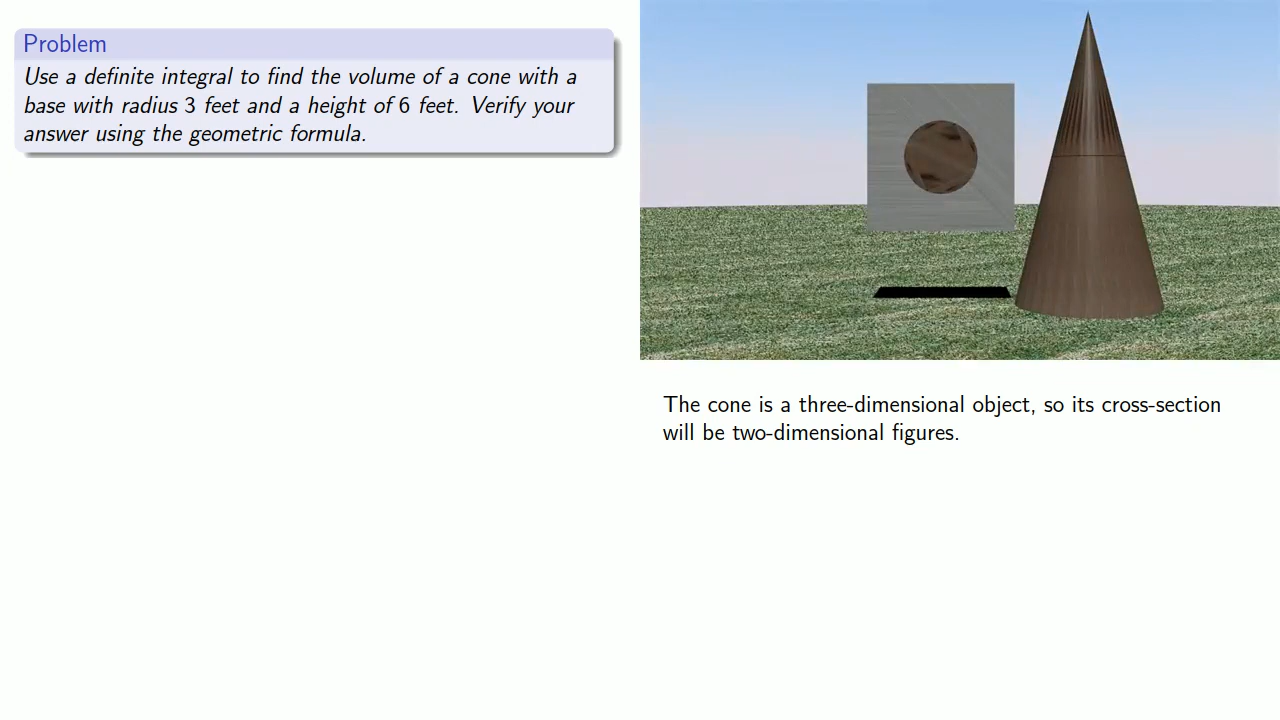 Problem
Use a definite integral to find the volume of a cone with a
base with radius 3 feet and a height of 6 feet. Verify your
answer using the geometric formula.
The cone is a three-dimensional object, so its cross-section
will be two-dimensional figures.